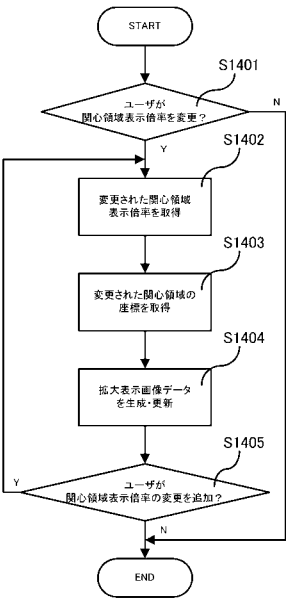 START
S1401
ユーザが
関心領域表示倍率を変更？
N
Y
S1402
変更された関心領域
表示倍率を取得
S1403
変更された関心領域の
座標を取得
S1404
拡大表示画像データ
を生成・更新
S1405
ユーザが
関心領域表示倍率の変更を追加？
Y
N
END